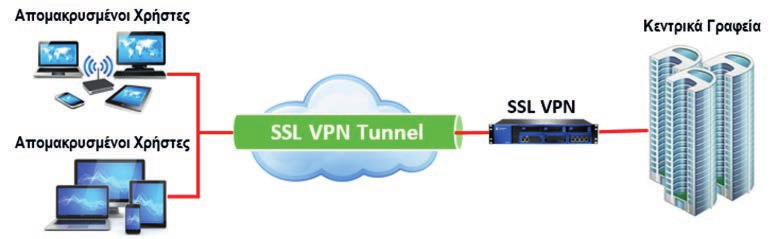 Απομακρυσμένοι Χρήστες
Κεντρικά Γραφεία
SSL VPN
SSL VPN Tunnel
Απομακρυσμένοι Χρήστες